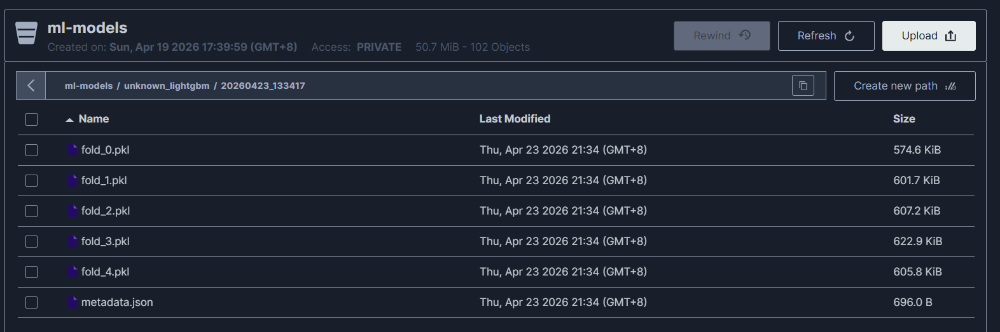 ml-models
Created on: Sun, Apr 19 2026 17:39:59 (GMT+8) Access: PRIVATE 50.7 MiB - 102 Objects
Rewind Refresh Upload
ml-models / unknown_lightgbm / 20260423_133417 Create new path
Name Last Modified Size
fold_0.pkl Thu, Apr 23 2026 21:34 (GMT+8) 574.6 KiB
fold_1.pkl Thu, Apr 23 2026 21:34 (GMT+8) 601.7 KiB
fold_2.pkl Thu, Apr 23 2026 21:34 (GMT+8) 607.2 KiB
fold_3.pkl Thu, Apr 23 2026 21:34 (GMT+8) 622.9 KiB
fold_4.pkl Thu, Apr 23 2026 21:34 (GMT+8) 605.8 KiB
metadata.json Thu, Apr 23 2026 21:34 (GMT+8) 696.0 B